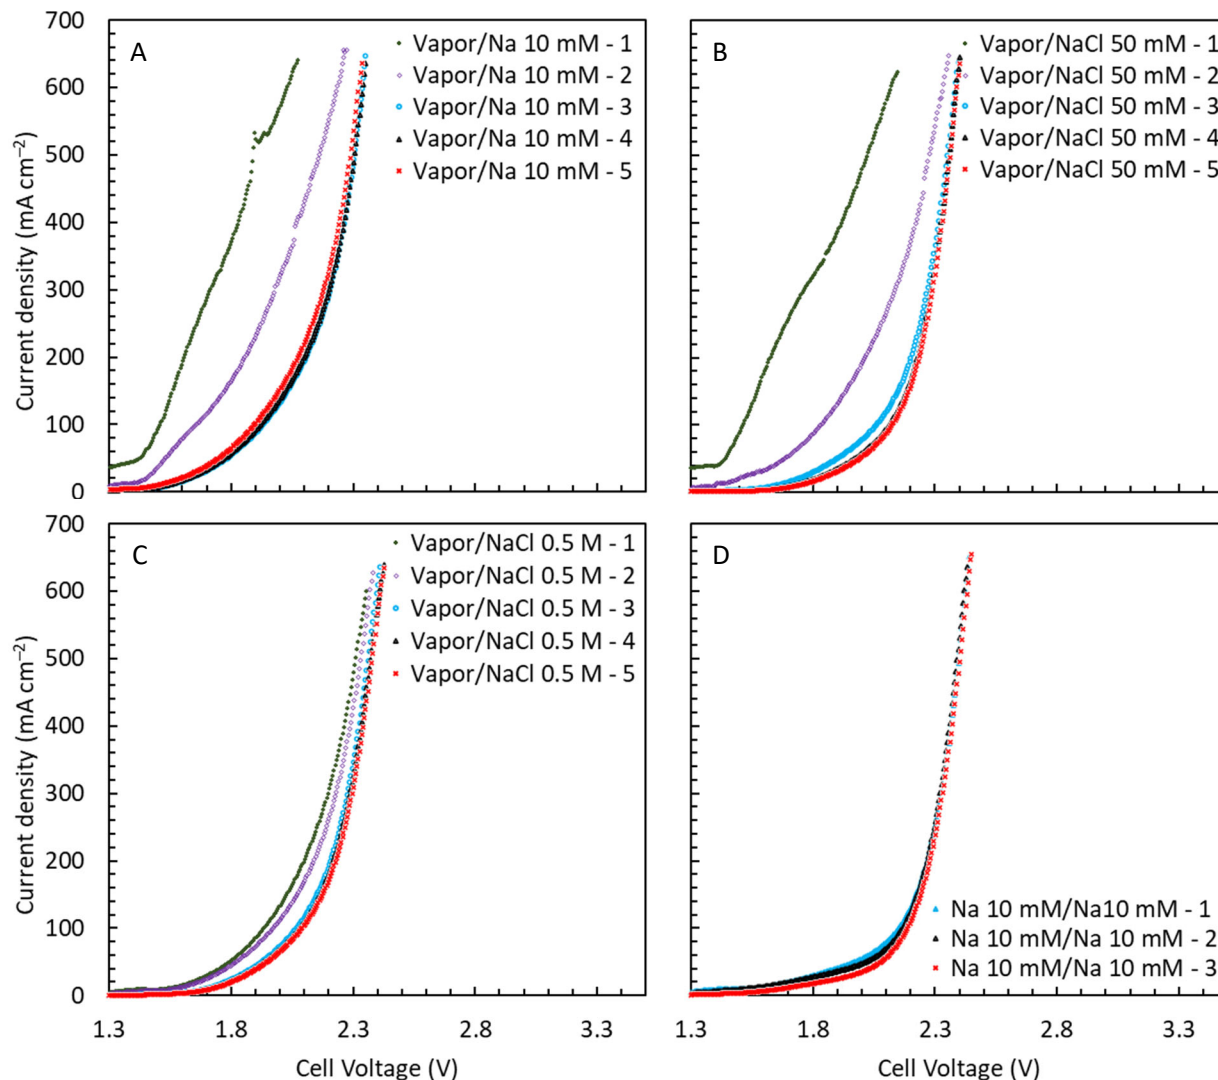 A
Vapor/Na 10 mM - 1
Vapor/Na 10 mM - 2
Vapor/Na 10 mM - 3
Vapor/Na 10 mM - 4
Vapor/Na 10 mM - 5
700
600
500
400
300
200
100
0
Current density (mA cm⁻²)
B
Vapor/NaCl 50 mM - 1
Vapor/NaCl 50 mM - 2
Vapor/NaCl 50 mM - 3
Vapor/NaCl 50 mM - 4
Vapor/NaCl 50 mM - 5
C
Vapor/NaCl 0.5 M - 1
Vapor/NaCl 0.5 M - 2
Vapor/NaCl 0.5 M - 3
Vapor/NaCl 0.5 M - 4
Vapor/NaCl 0.5 M - 5
700
600
500
400
300
200
100
0
Current density (mA cm⁻²)
1.3 1.8 2.3 2.8 3.3
Cell Voltage (V)
D
Na 10 mM/Na10 mM - 1
Na 10 mM/Na 10 mM - 2
Na 10 mM/Na 10 mM - 3
1.3 1.8 2.3 2.8 3.3
Cell Voltage (V)